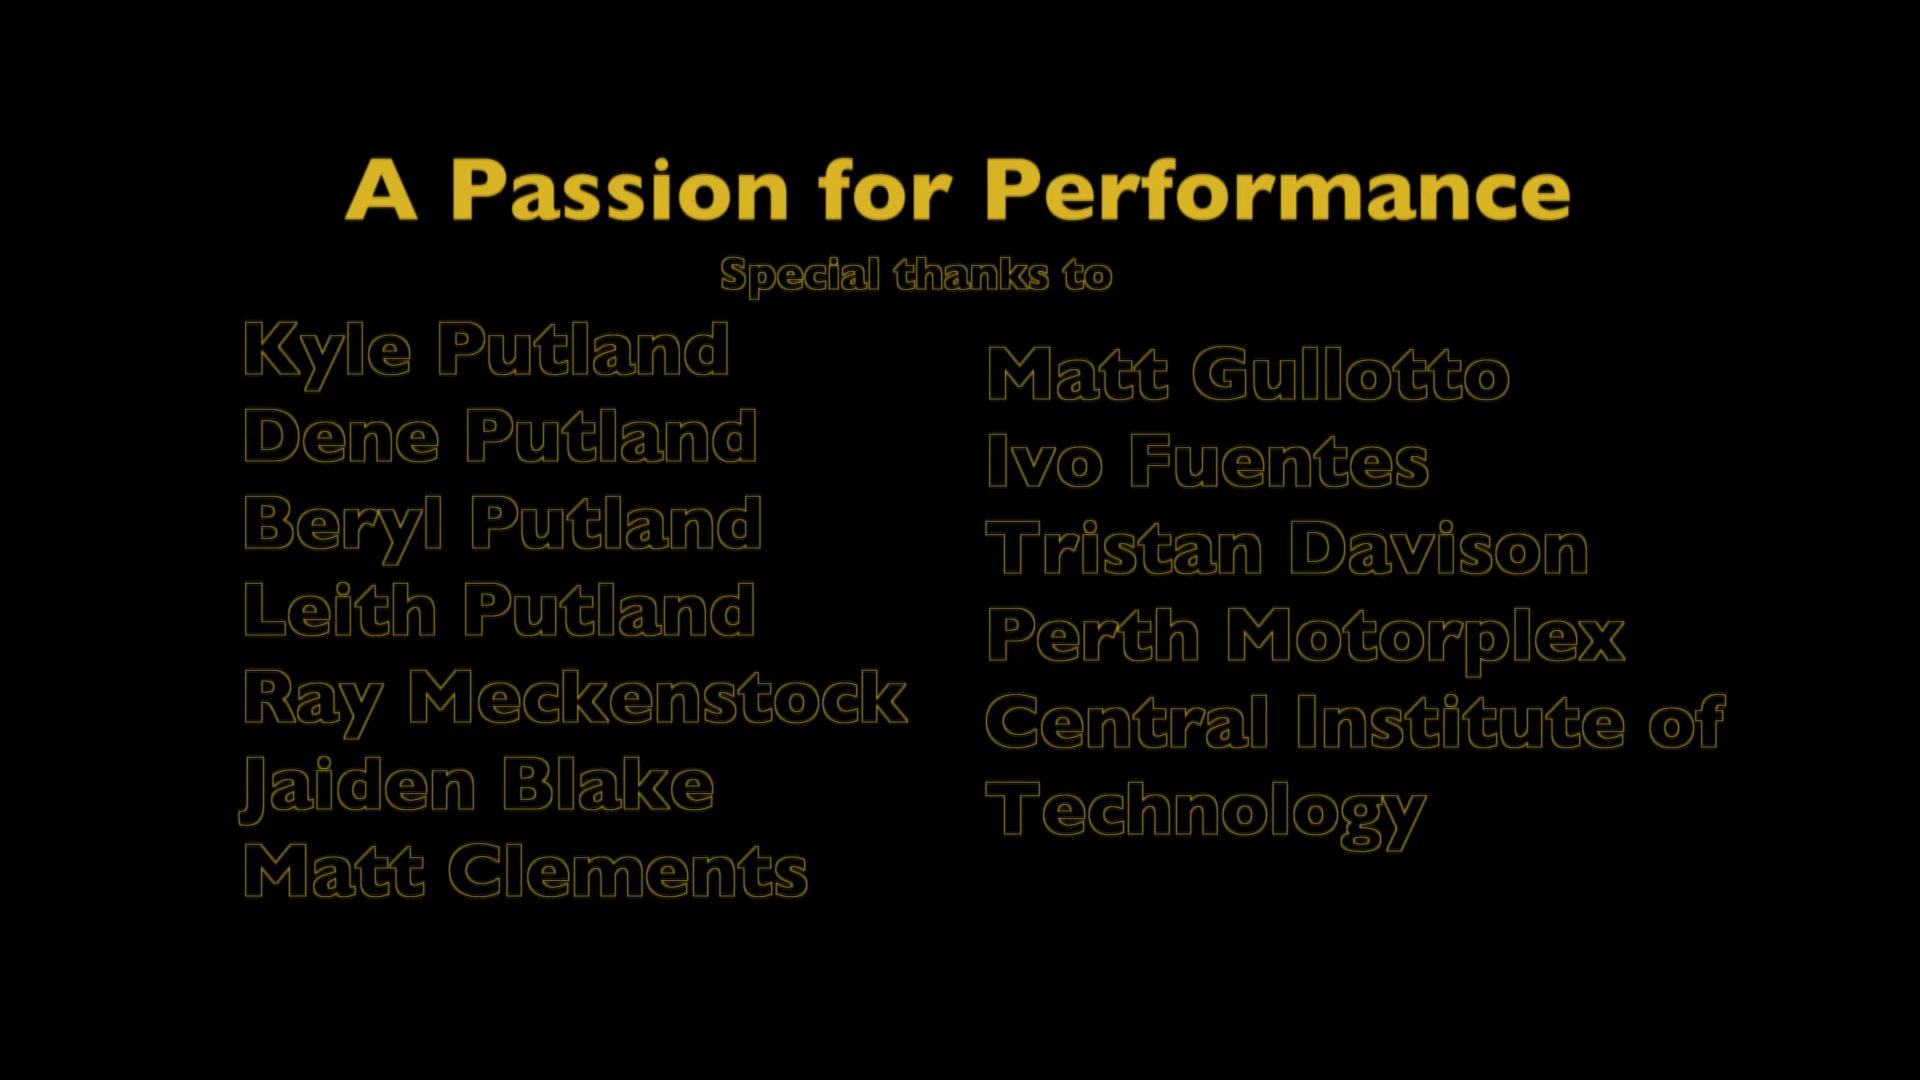 A Passion for Performance
Special thanks to
Kyle Putland
Dene Putland
Beryl Putland
Leith Putland
Ray Meckenstock
Jaiden Blake
Matt Clements
Matt Gullotto
Ivo Fuentes
Tristan Davison
Perth Motorplex
Central Institute of
Technology